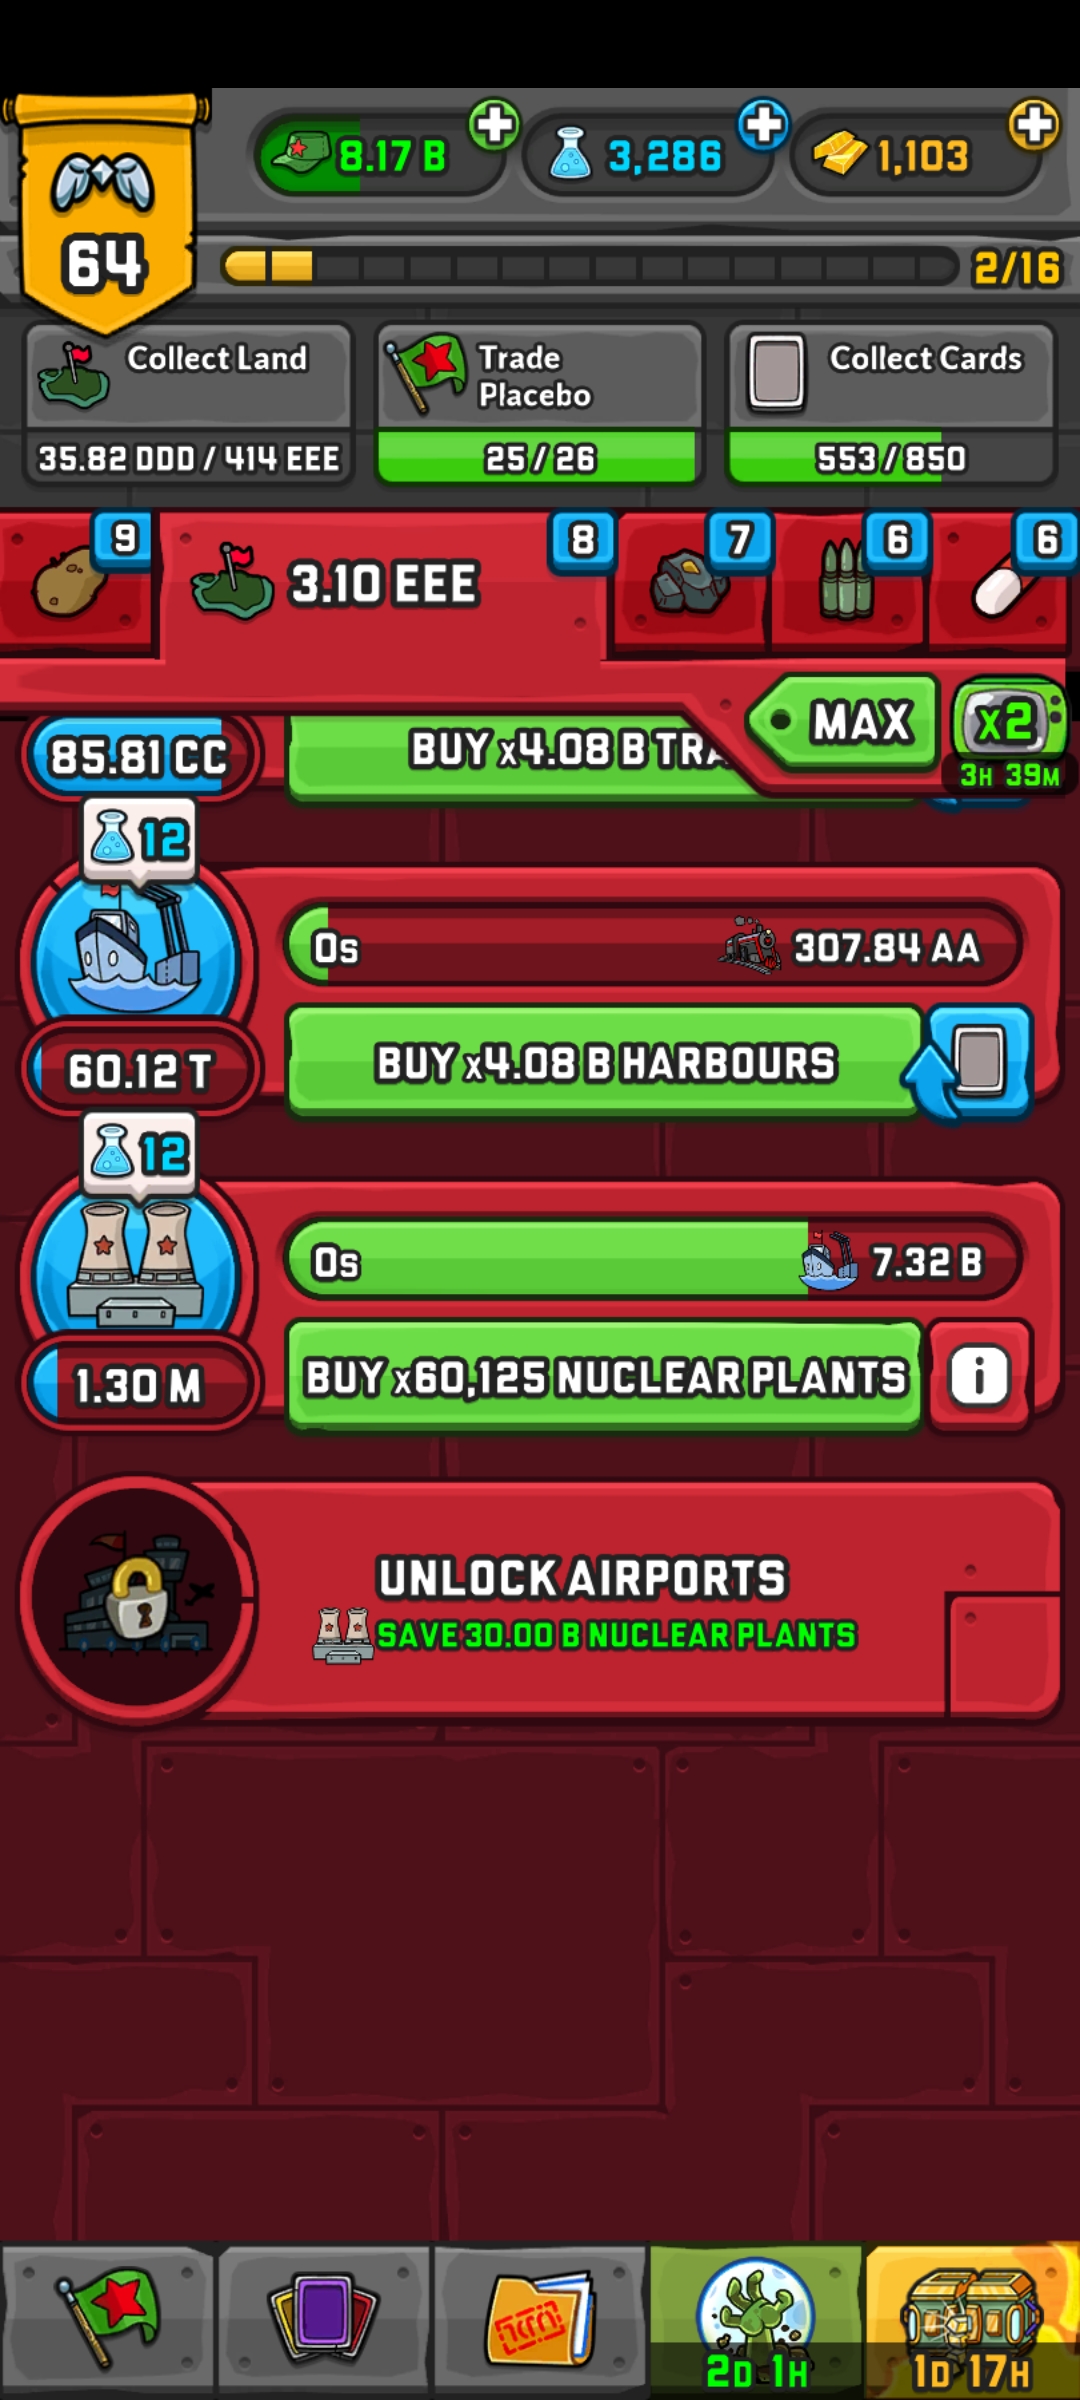 8.17 B
3,286
1,103
64
2/16
Collect Land
35.82 DDD / 414 EEE
Trade
Placebo
25 / 26
Collect Cards
553 / 850
9
3.10 EEE
8
7
6
6
MAX
x2
3H 39M
85.81 CC
BUY x4.08 B TRA
12
0s
307.84 AA
60.12 T
BUY x4.08 B HARBOURS
12
0s
7.32 B
1.30 M
BUY x60,125 NUCLEAR PLANTS
i
UNLOCK AIRPORTS
SAVE 30.00 B NUCLEAR PLANTS
2D 1H
1D 17H